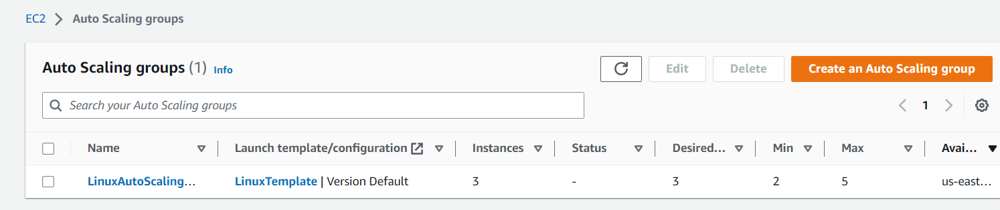 EC2 Auto Scaling groups
Auto Scaling groups (1) Info Edit Delete Create an Auto Scaling group
Search your Auto Scaling groups 1
Name Launch template/configuration Instances Status Desired... Min Max Avai...
LinuxAutoScaling... LinuxTemplate | Version Default 3 - 3 2 5 us-east...